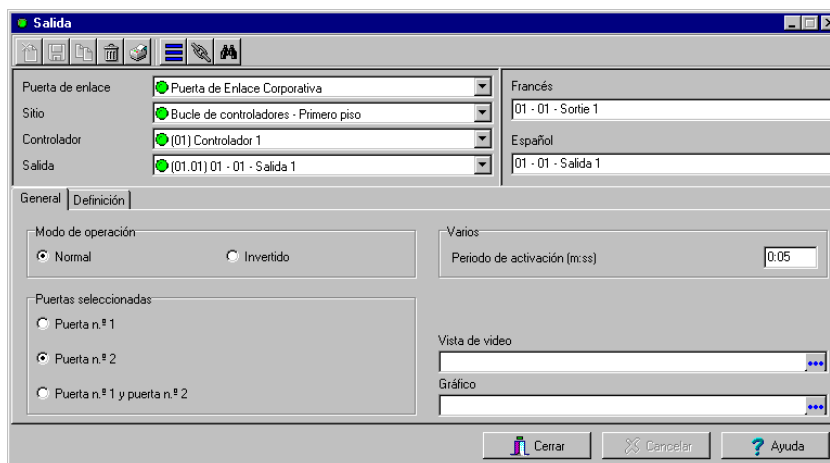 Salida
Puerta de enlace
Puerta de Enlace Corporativa
Sitio
Bucle de controladores - Primero piso
Controlador
(01) Controlador 1
Salida
(01.01) 01 - 01 - Salida 1
Francés
01 - 01 - Sortie 1
Español
01 - 01 - Salida 1
General Definición
Modo de operación
Normal Invertido
Varios
Periodo de activación (m:ss) 0:05
Puertas seleccionadas
Puerta n.º 1
Puerta n.º 2
Puerta n.º 1 y puerta n.º 2
Vista de video
Gráfico
Cerrar Cancelar Ayuda